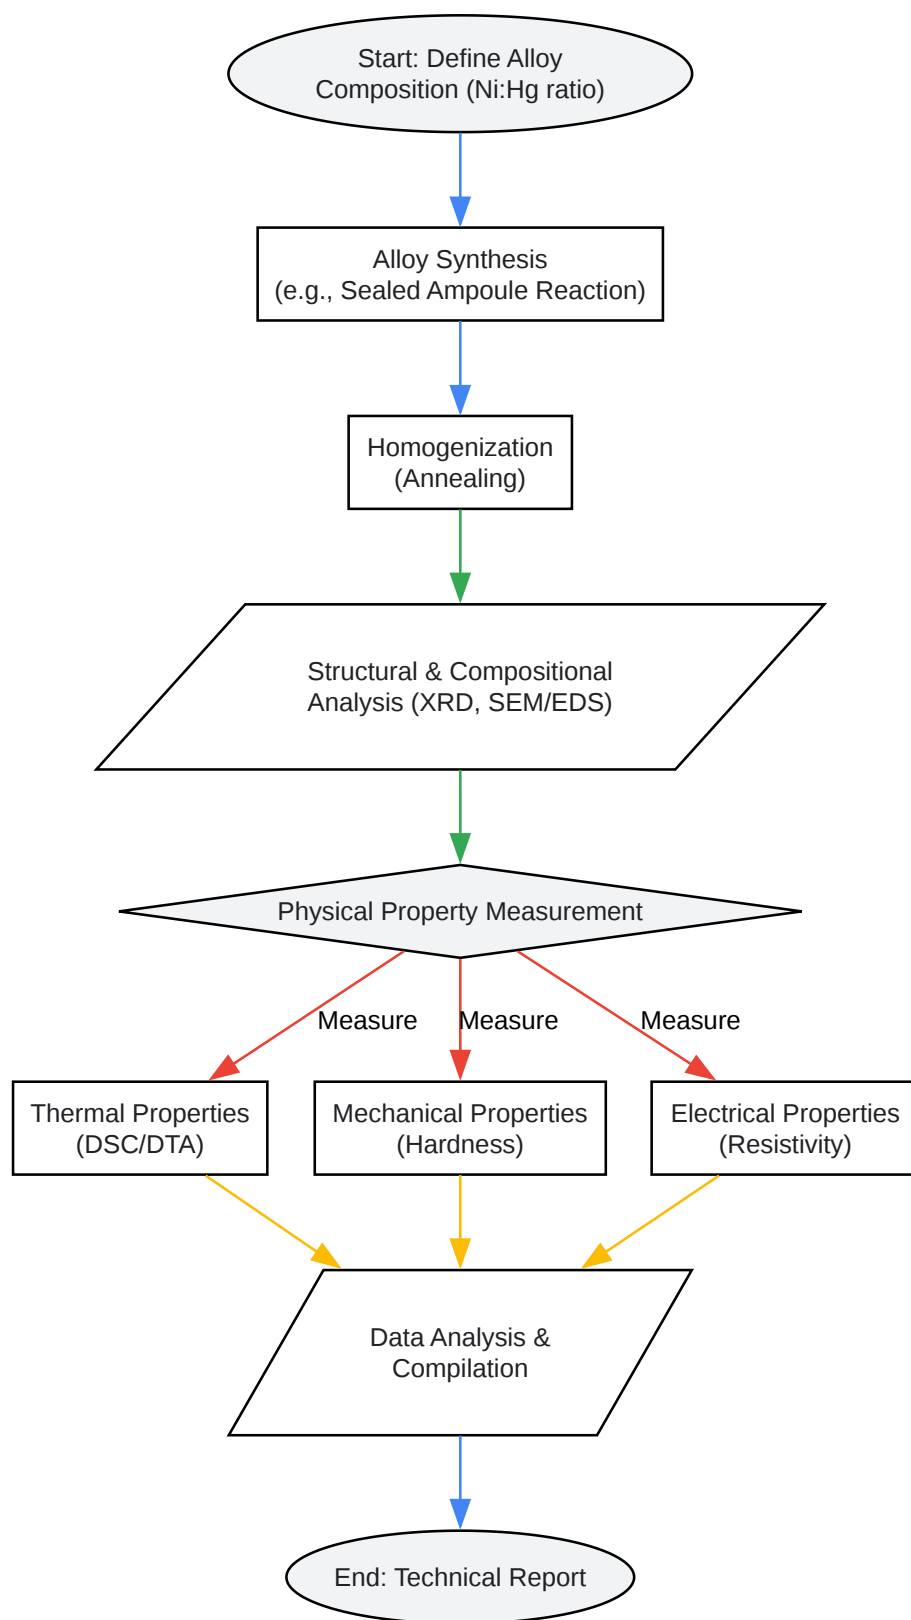 Start: Define Alloy
Composition (Ni:Hg ratio)
Alloy Synthesis
(e.g., Sealed Ampoule Reaction)
Homogenization
(Annealing)
Structural & Compositional
Analysis (XRD, SEM/EDS)
Physical Property Measurement
Measure
Measure
Measure
Thermal Properties
(DSC/DTA)
Mechanical Properties
(Hardness)
Electrical Properties
(Resistivity)
Data Analysis &
Compilation
End: Technical Report